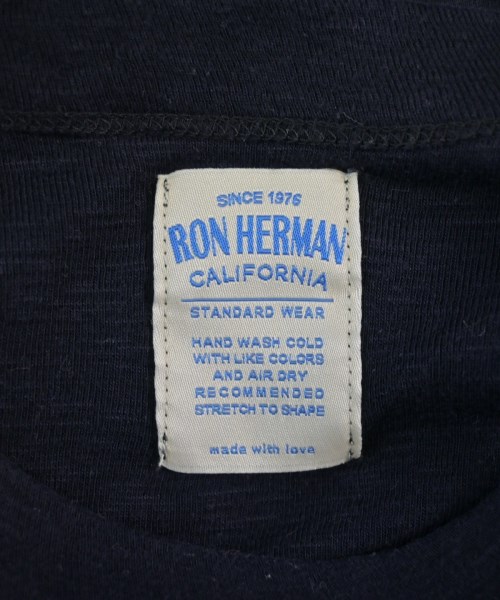 SINCE 1976
RON HERMAN
CALIFORNIA
STANDARD WEAR
HAND WASH COLD
WITH LIKE COLORS
AND AIR DRY
RECOMMENDED
STRETCH TO SHAPE
made with love